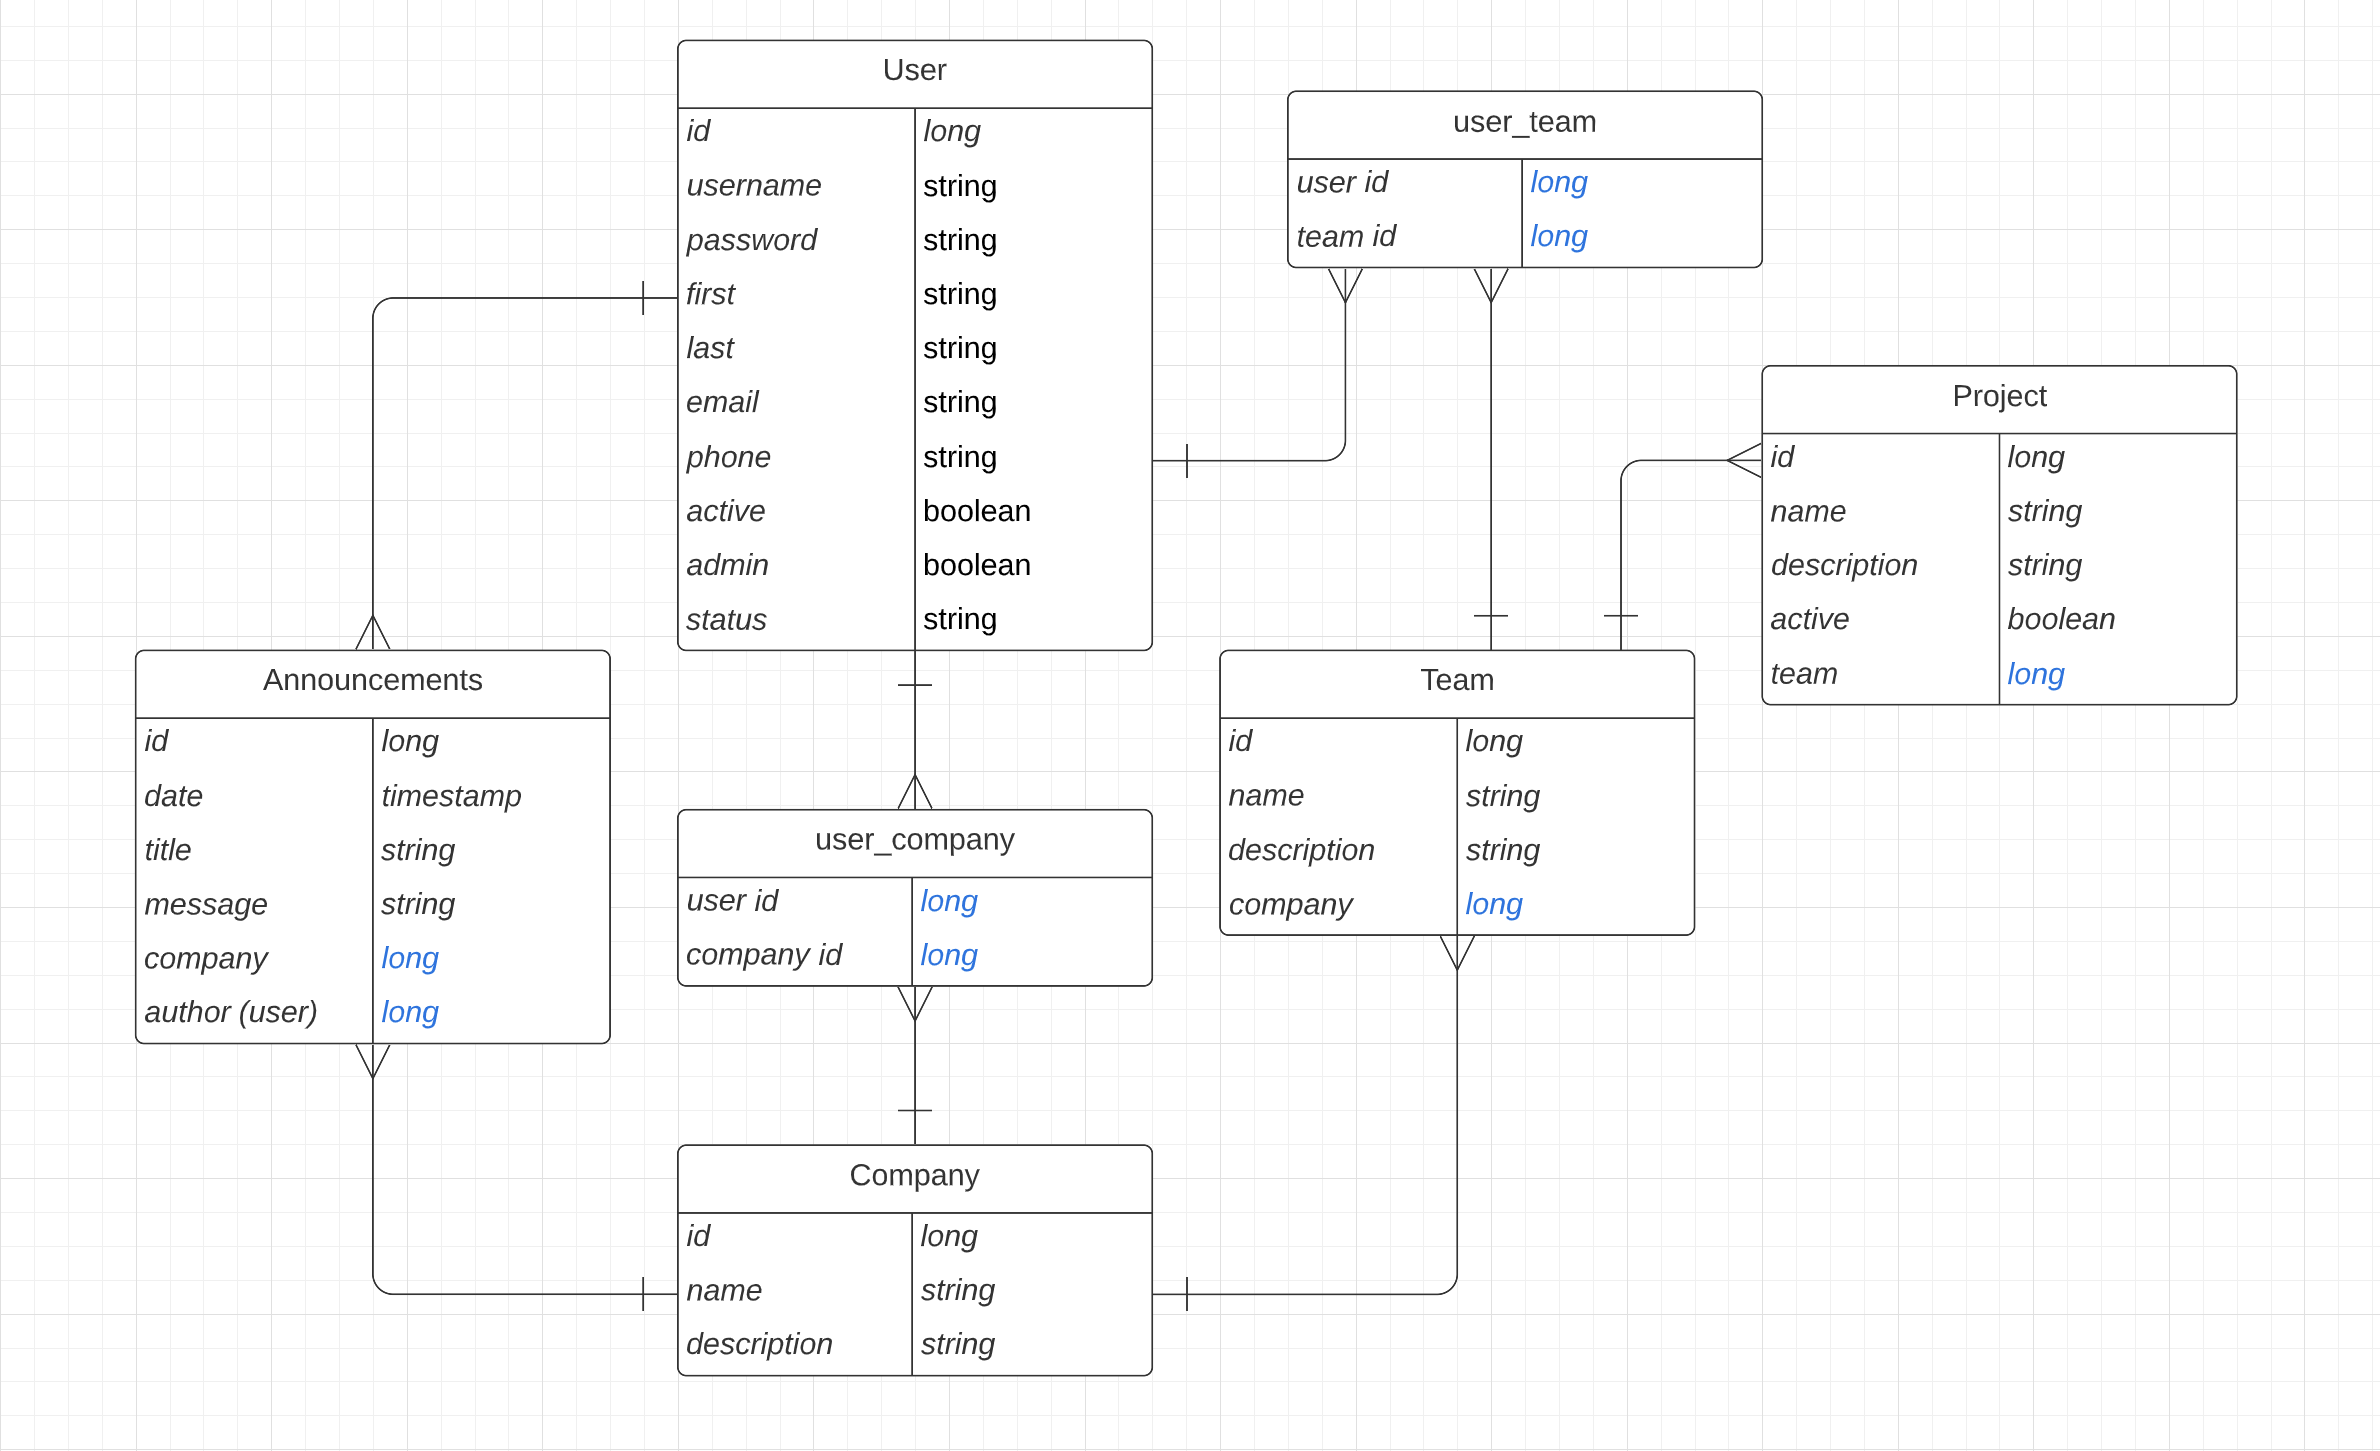 User
id long
username string
password string
first string
last string
email string
phone string
active boolean
admin boolean
status string
user_team
user id long
team id long
Project
id long
name string
description string
active boolean
team long
Announcements
id long
date timestamp
title string
message string
company long
author (user) long
user_company
user id long
company id long
Team
id long
name string
description string
company long
Company
id long
name string
description string